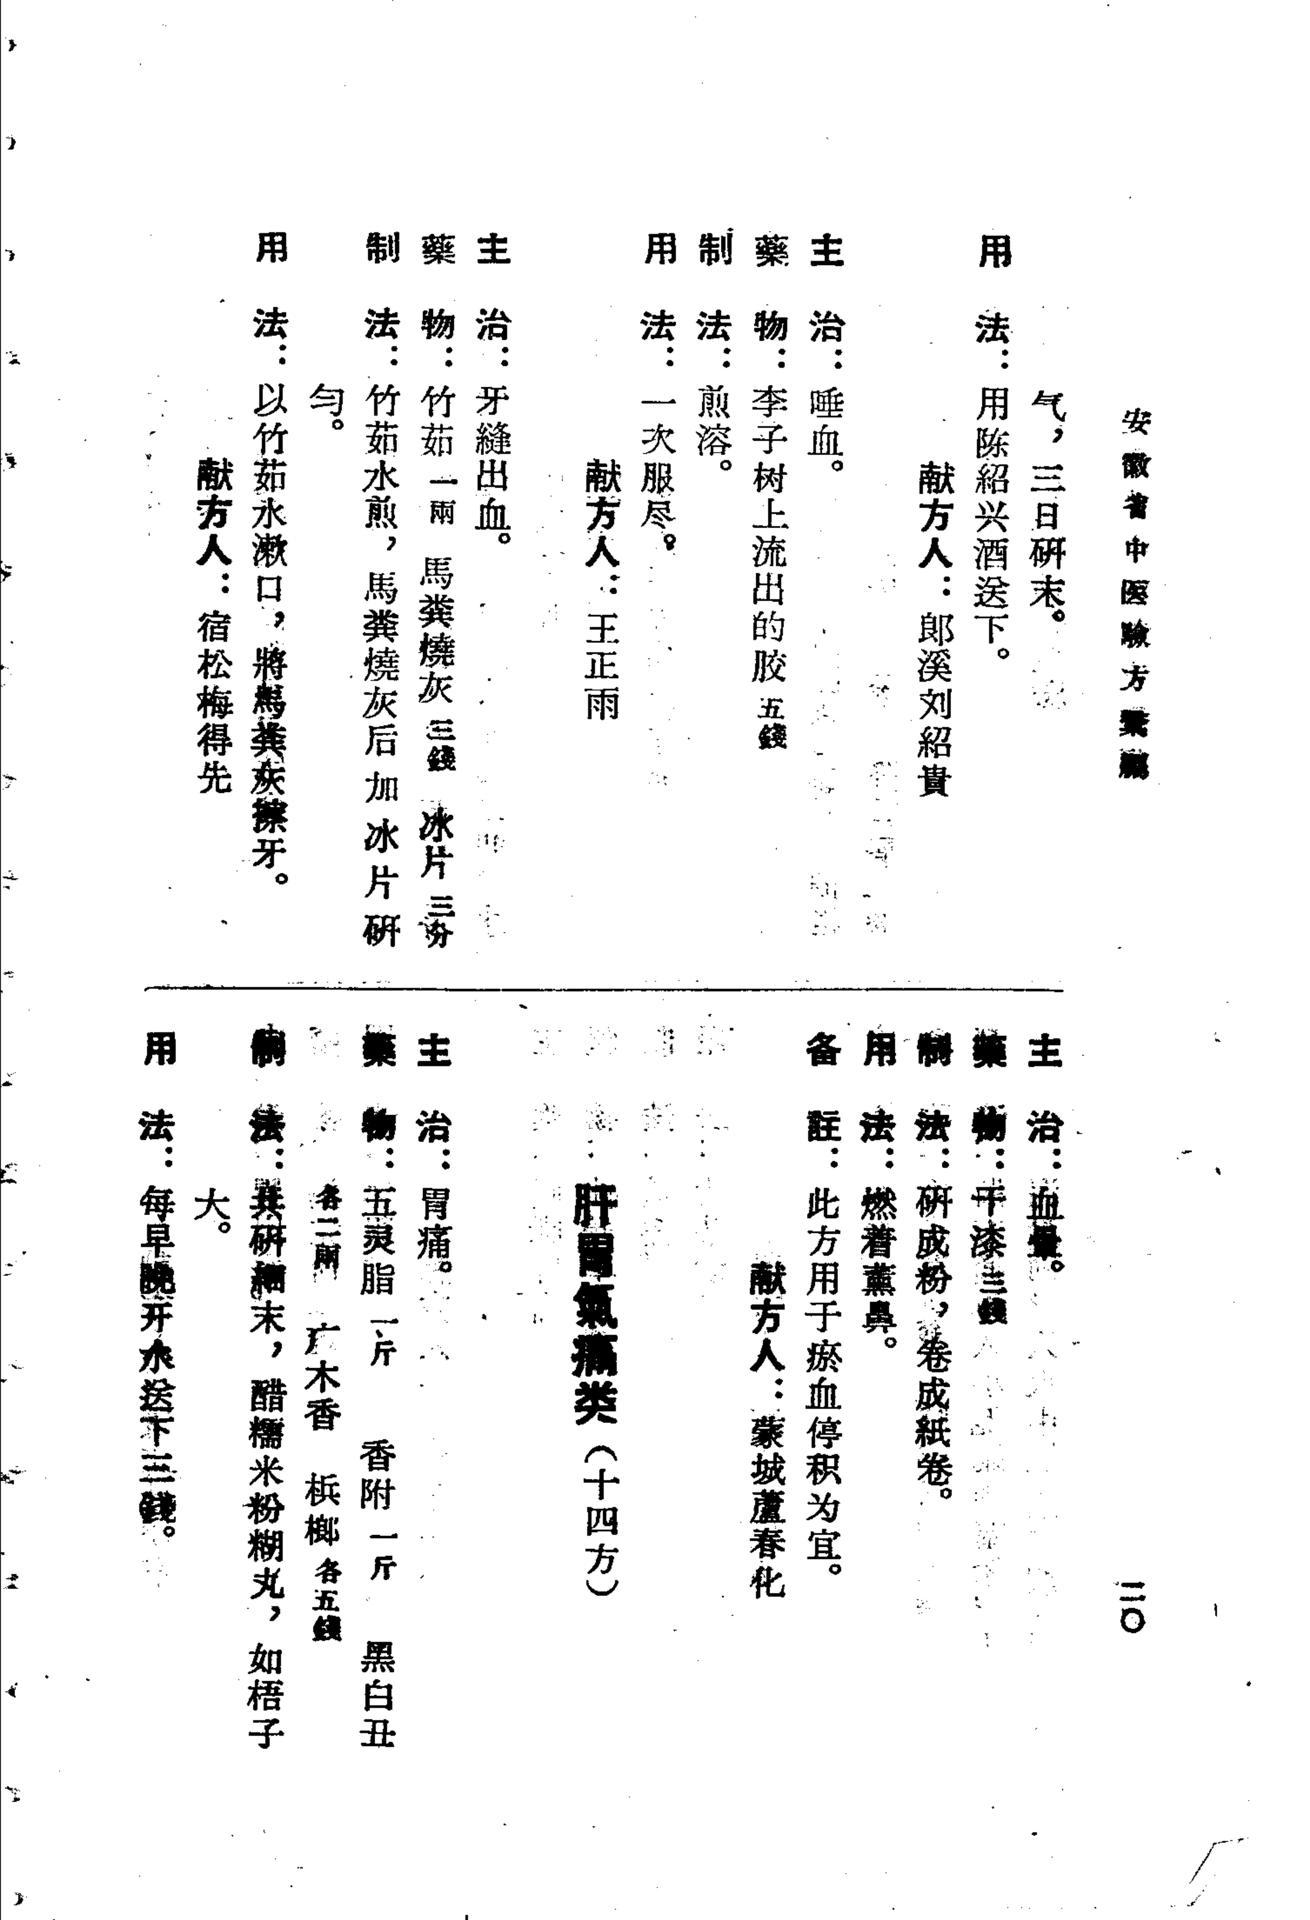 安徽省中医驗方彙編
二〇
气，三日研末。
用　法：用陈紹兴酒送下。
献方人：郎溪刘紹貴
主　治：唾血。
藥　物：李子树上流出的胶五錢
制　法：煎溶。
用　法：一次服尽。
献方人：王正雨
主　治：牙縫出血。
藥　物：竹茹一兩　馬粪燒灰三錢　冰片三分
制　法：竹茹水煎，馬粪燒灰后加冰片研
匀。
用　法：以竹茹水漱口，將馬粪灰擦牙。
献方人：宿松梅得先
主　治：血暈。
藥　物：干漆三錢
制　法：研成粉，卷成紙卷。
用　法：燃着薰鼻。
备　註：此方用于瘀血停积为宜。
献方人：蒙城蘆春化
肝胃氣痛类（十四方）
主　治：胃痛。
藥　物：五灵脂一斤　香附一斤　黑白丑
各二兩　广木香　梹榔各五錢
制　法：共研細末，醋糯米粉糊丸，如梧子
大。
用　法：每早晚开水送下三錢。